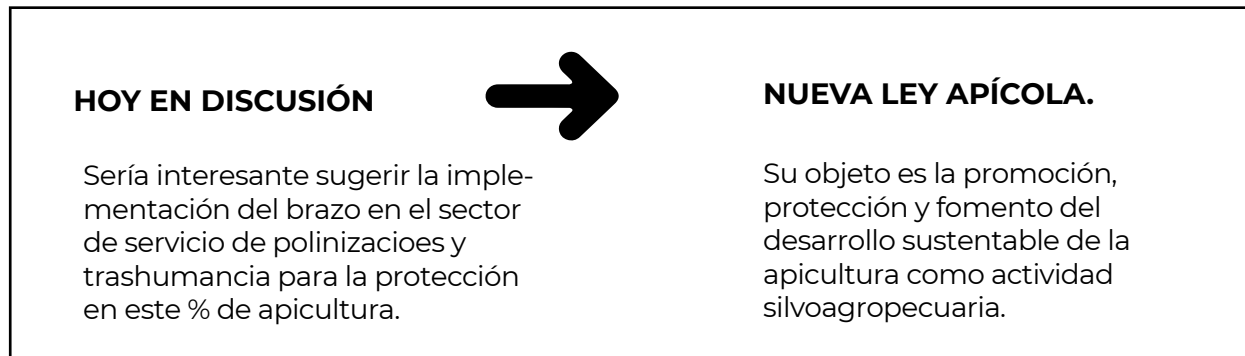 HOY EN DISCUSIÓN
Sería interesante sugerir la imple-
mentación del brazo en el sector
de servicio de polinizacioes y
trashumancia para la protección
en este % de apicultura.
NUEVA LEY APÍCOLA.
Su objeto es la promoción,
protección y fomento del
desarrollo sustentable de la
apicultura como actividad
silvoagropecuaria.